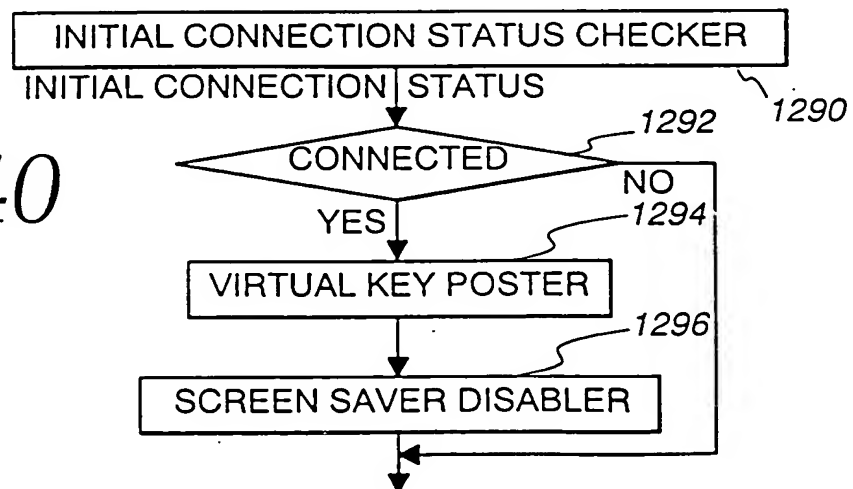 INITIAL CONNECTION STATUS CHECKER
INITIAL CONNECTION STATUS
1290
1292
CONNECTED
NO
40
YES
1294
VIRTUAL KEY POSTER
1296
SCREEN SAVER DISABLER